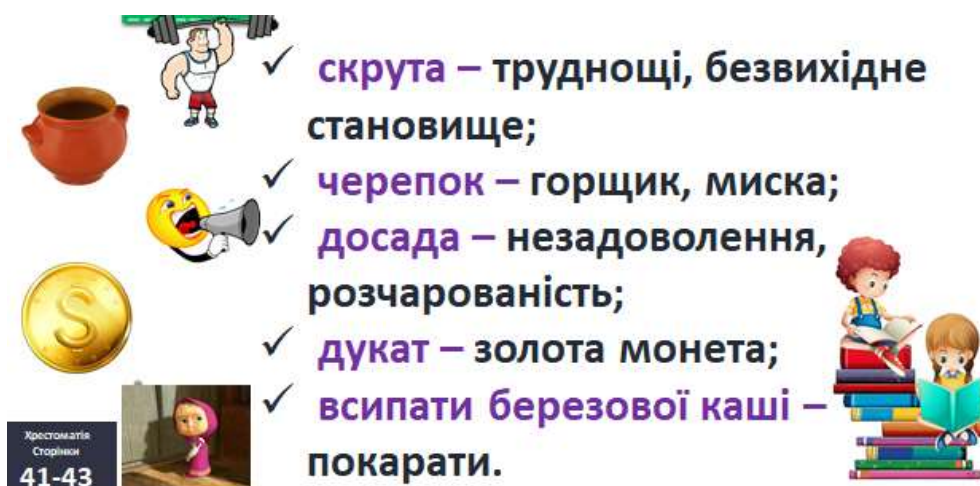 ✓ скрута – труднощі, безвихідне
становище;
✓ черепок – горщик, миска;
✓ досада – незадоволення,
розчарованість;
✓ дукат – золота монета;
✓ всипати березової каші –
покарати.
Хрестоматія
Сторінки
41-43
S